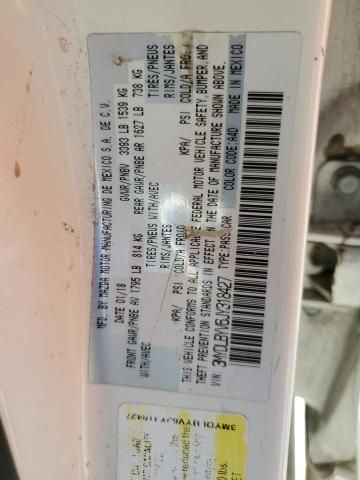 MFD. BY MAZDA MOTOR MANUFACTURING DE MEXICO S.A. DE C.V.
DATE 01/18 GVWR/PNBV 3393 LB 1539 KG
FRONT GAWR/PNBE AV 1795 LB 814 KG REAR GAWR/PNBE AR 1627 LB 738 KG
WITH/AVEC TIRES/PNEUS WITH/AVEC TIRES/PNEUS
RIMS/JANTES RIMS/JANTES
KPA/ PSI COLD/A FROID KPA/ PSI COLD/A FRO
THIS VEHICLE CONFORMS TO ALL APPLICABLE FEDERAL MOTOR VEHICLE SAFETY, BUMPER, AND
THEFT PREVENTION STANDARDS IN EFFECT ON THE DATE OF MANUFACTURE SHOWN ABOVE.
TYPE:PASS. CAR
COLOR CODE:A4D MADE IN MEXICO